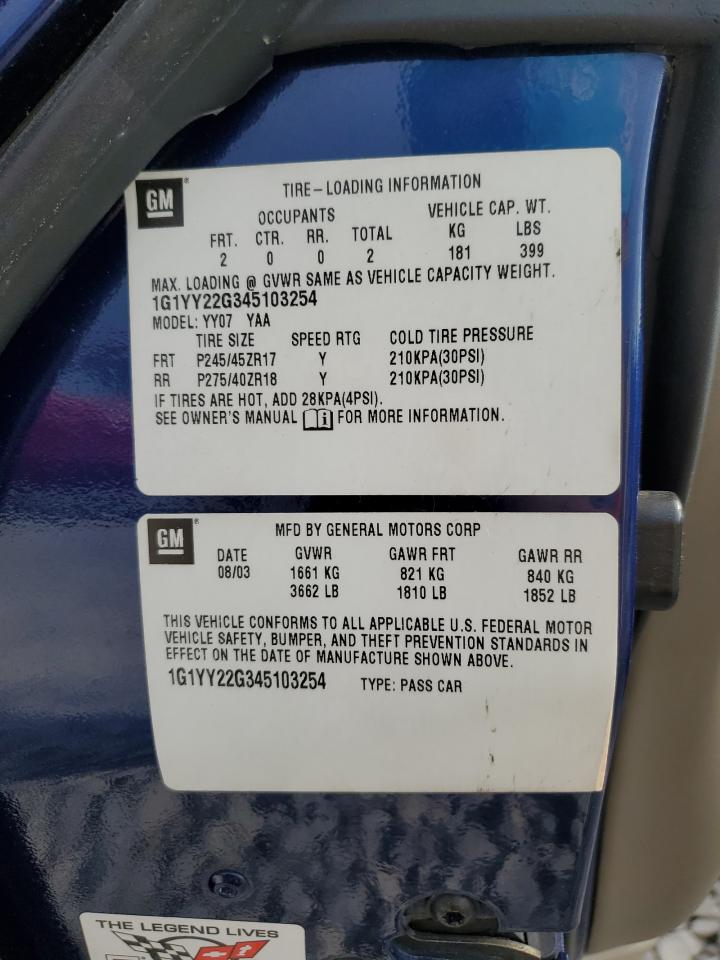 GM
TIRE-LOADING INFORMATION
OCCUPANTS VEHICLE CAP. WT.
FRT. CTR. RR. TOTAL KG LBS
2 0 0 2 181 399
MAX. LOADING @ GVWR SAME AS VEHICLE CAPACITY WEIGHT.
1G1YY22G345103254
MODEL: YY07 YAA
TIRE SIZE SPEED RTG COLD TIRE PRESSURE
FRT P245/45ZR17 Y 210KPA(30PSI)
RR P275/40ZR18 Y 210KPA(30PSI)
IF TIRES ARE HOT, ADD 28KPA(4PSI).
SEE OWNER'S MANUAL i FOR MORE INFORMATION.
GM
MFD BY GENERAL MOTORS CORP
DATE GVWR GAWR FRT GAWR RR
08/03 1661 KG 821 KG 840 KG
3662 LB 1810 LB 1852 LB
THIS VEHICLE CONFORMS TO ALL APPLICABLE U.S. FEDERAL MOTOR
VEHICLE SAFETY, BUMPER, AND THEFT PREVENTION STANDARDS IN
EFFECT ON THE DATE OF MANUFACTURE SHOWN ABOVE.
1G1YY22G345103254 TYPE: PASS CAR
THE LEGEND LIVES